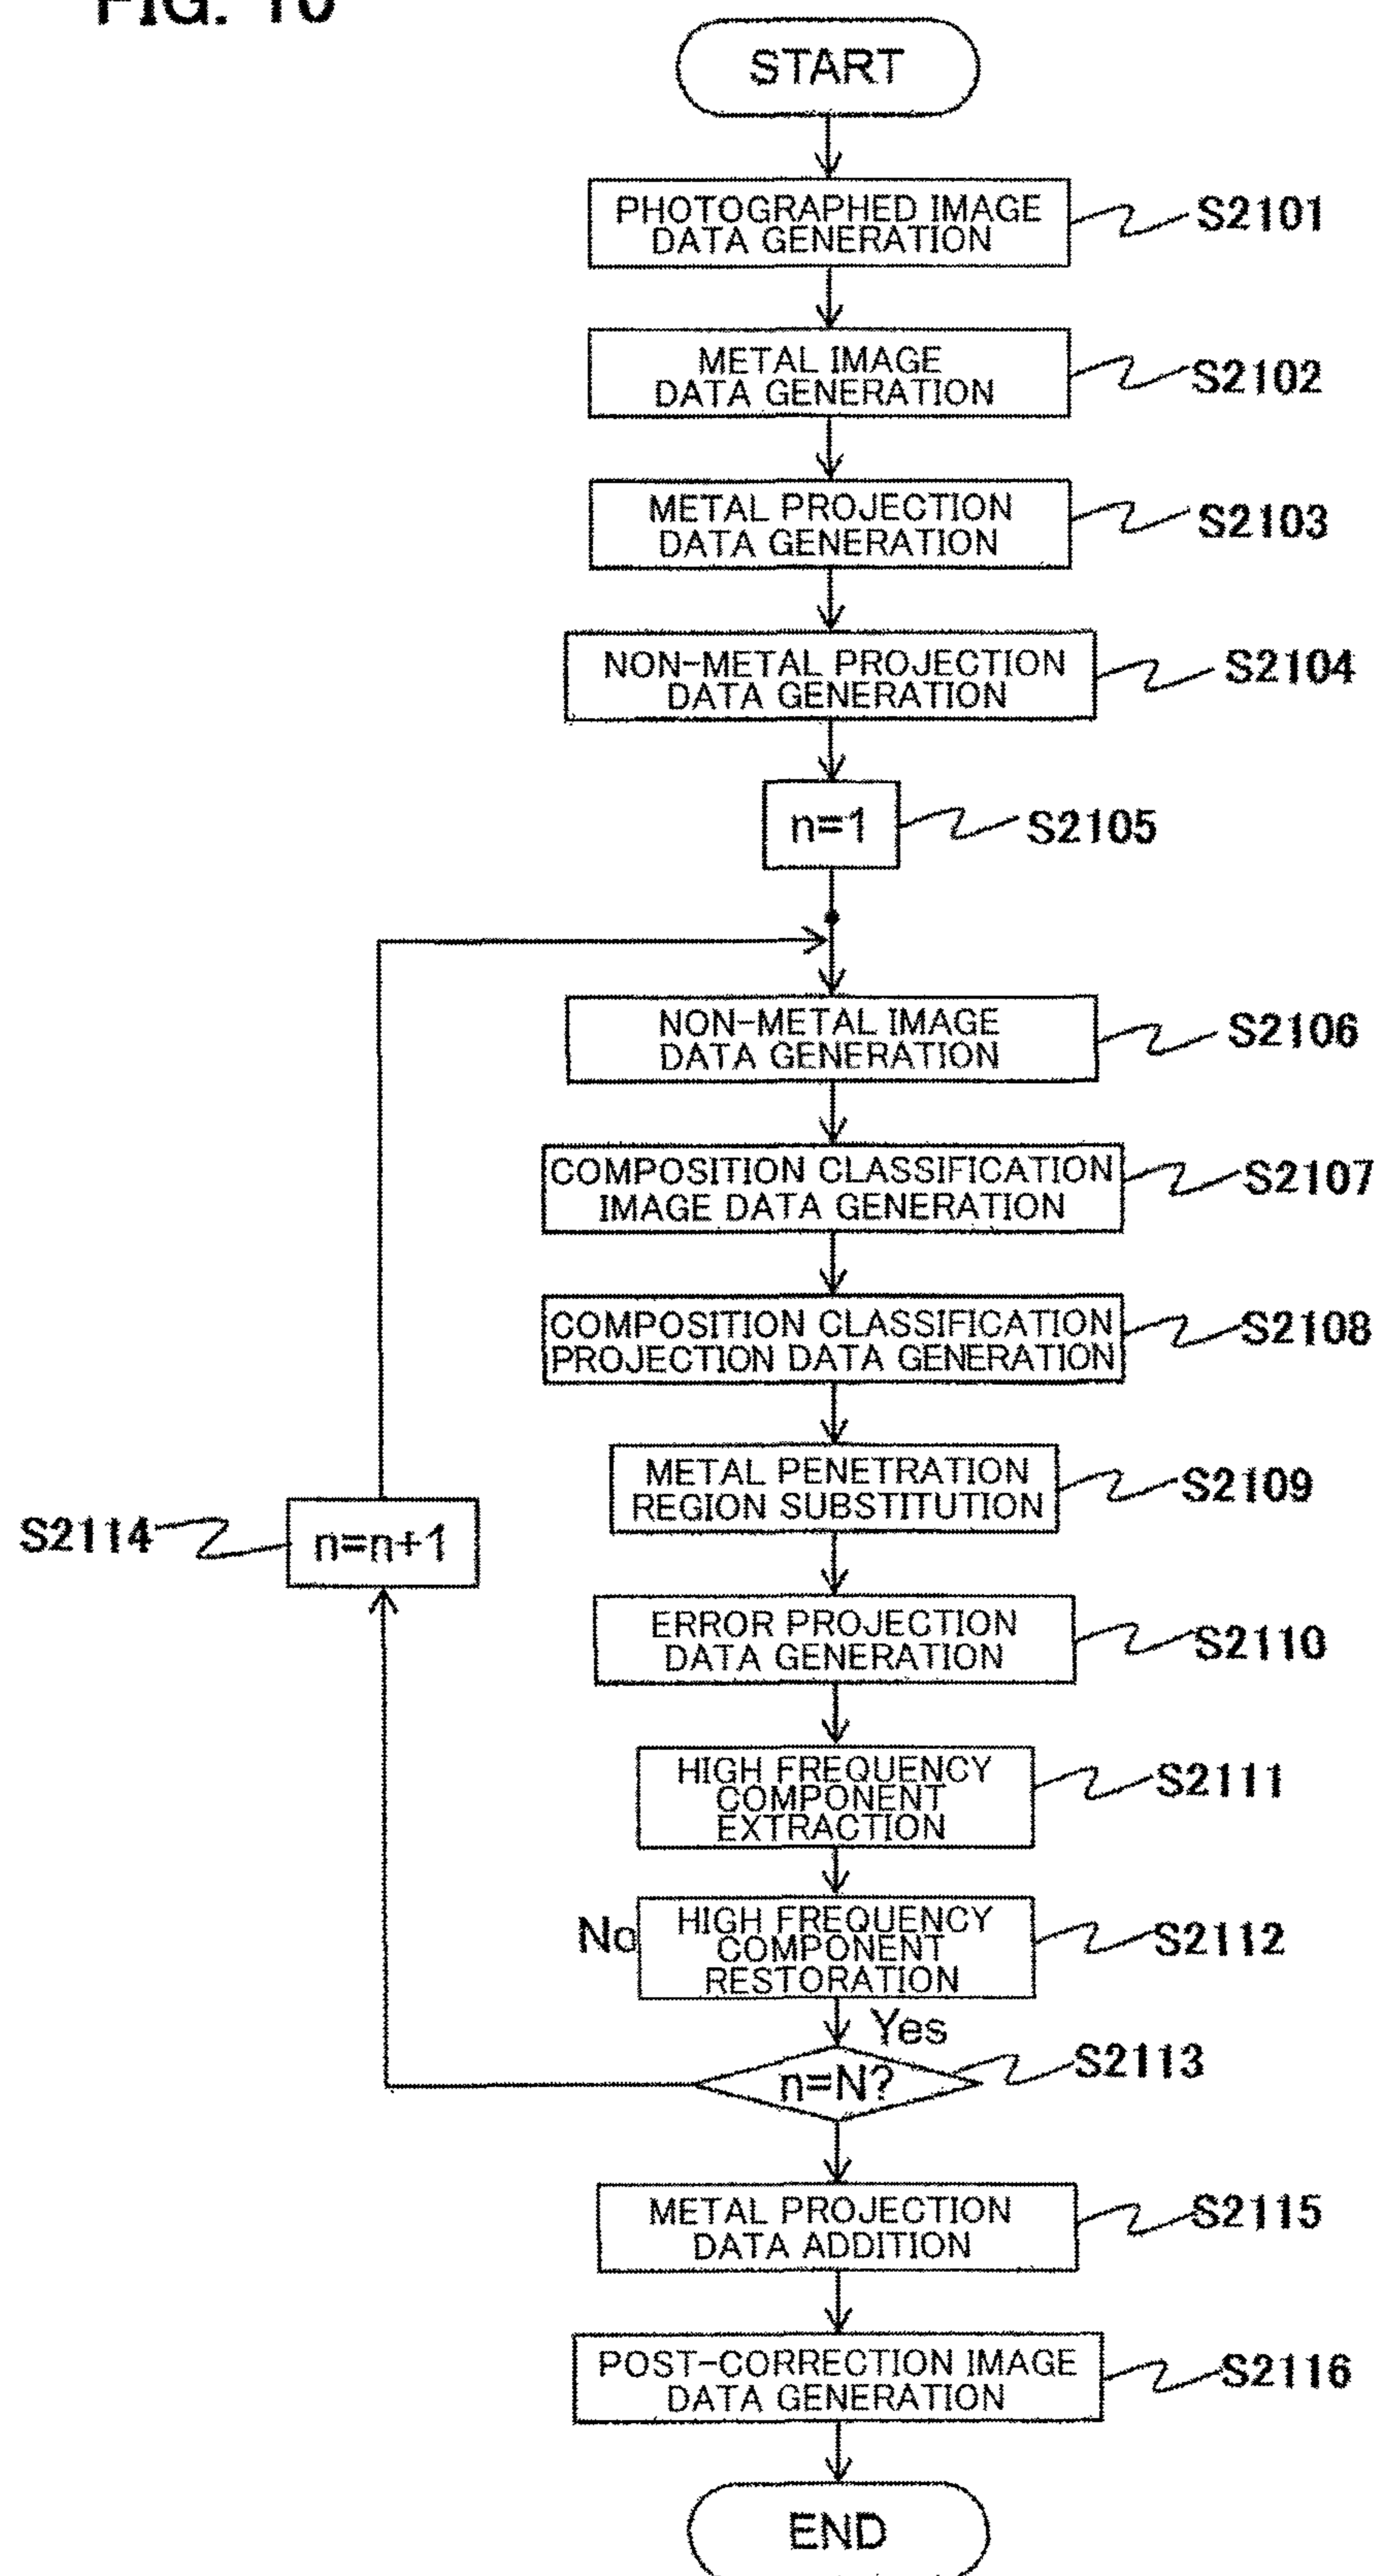 FIG. 10
START
PHOTOGRAPHED IMAGE
DATA GENERATION
S2101
METAL IMAGE
DATA GENERATION
S2102
METAL PROJECTION
DATA GENERATION
S2103
NON-METAL PROJECTION
DATA GENERATION
S2104
n=1
S2105
NON-METAL IMAGE
DATA GENERATION
S2106
COMPOSITION CLASSIFICATION
IMAGE DATA GENERATION
S2107
COMPOSITION CLASSIFICATION
PROJECTION DATA GENERATION
S2108
METAL PENETRATION
REGION SUBSTITUTION
S2109
S2114
n=n+1
ERROR PROJECTION
DATA GENERATION
S2110
HIGH FREQUENCY
COMPONENT
EXTRACTION
S2111
No
HIGH FREQUENCY
COMPONENT
RESTORATION
S2112
Yes
n=N?
S2113
METAL PROJECTION
DATA ADDITION
S2115
POST-CORRECTION IMAGE
DATA GENERATION
S2116
END